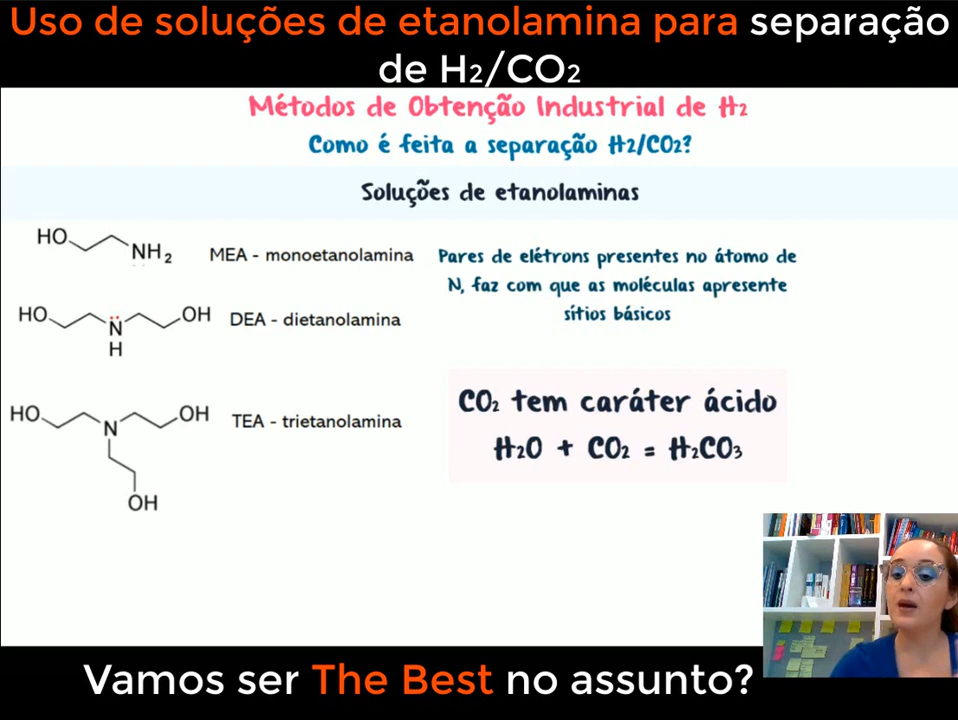 Uso de soluções de etanolamina para separação
de H₂/CO₂
Métodos de Obtenção Industrial de H₂
Como é feita a separação H₂/CO₂?
Soluções de etanolaminas
HO
NH₂
MEA - monoetanolamina
HO
N
H
OH
DEA - dietanolamina
HO
N
OH
OH
TEA - trietanolamina
Pares de elétrons presentes no átomo de
N, faz com que as moléculas apresente
sítios básicos
CO₂ tem caráter ácido
H₂O + CO₂ = H₂CO₃
Vamos ser The Best no assunto?